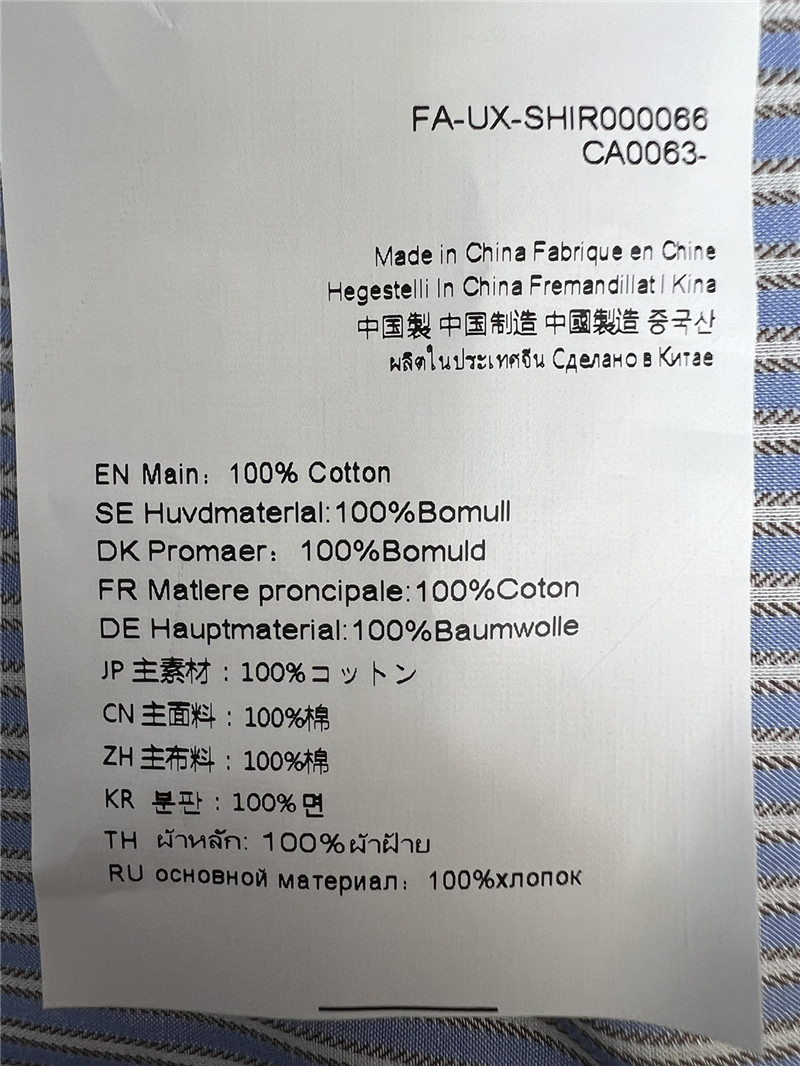 FA-UX-SHIR000066
CA0063-
Made in China Fabrique en Chine
Hegestelli In China Fremandillat I Kina
中国製 中国制造 中國製造 중국산
ผลิตในประเทศจีน Сделано в Китае
EN Main: 100% Cotton
SE Huvdmaterlal:100%Bomull
DK Promaer: 100%Bomuld
FR Matlere proncipale:100%Coton
DE Hauptmaterial:100%Baumwolle
JP 主素材：100%コットン
CN 主面料：100%棉
ZH 主布料：100%棉
KR 분판：100%면
TH ผ้าหลัก: 100%ผ้าฝ้าย
RU основной материал: 100%хлопок